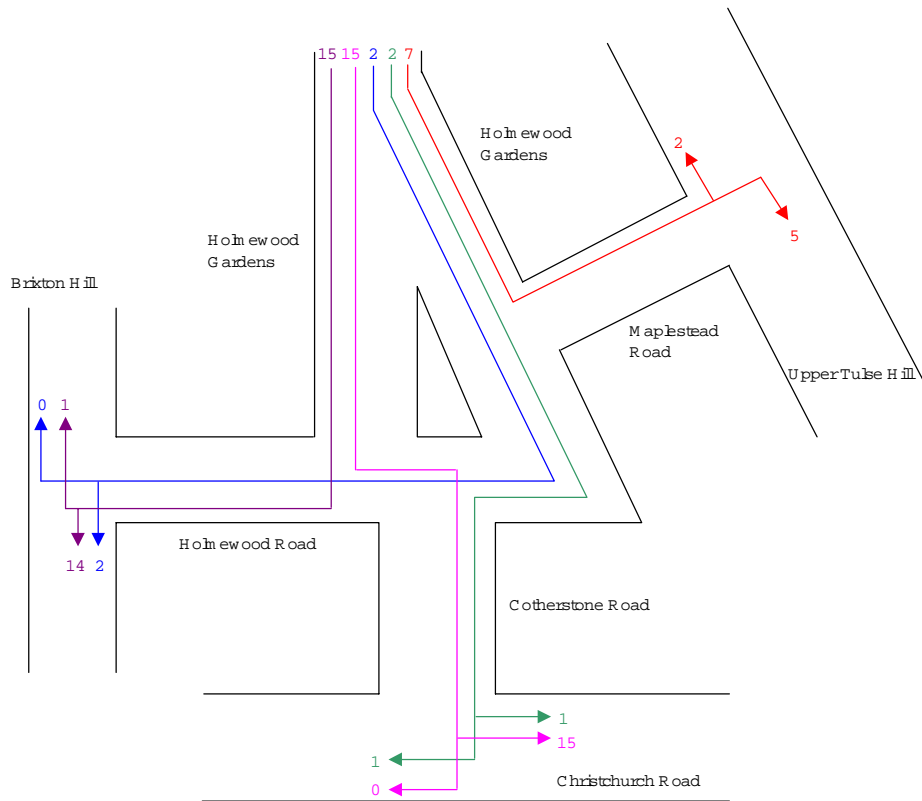 15 15 2 2 7
Holmewood
Gardens
2
5
Holmewood
Gardens
Brixton Hill
Maplestead
Road
Upper Tulse Hill
0 1
14 2
Holmewood Road
Cotherstone Road
1
15
1
0
Christchurch Road